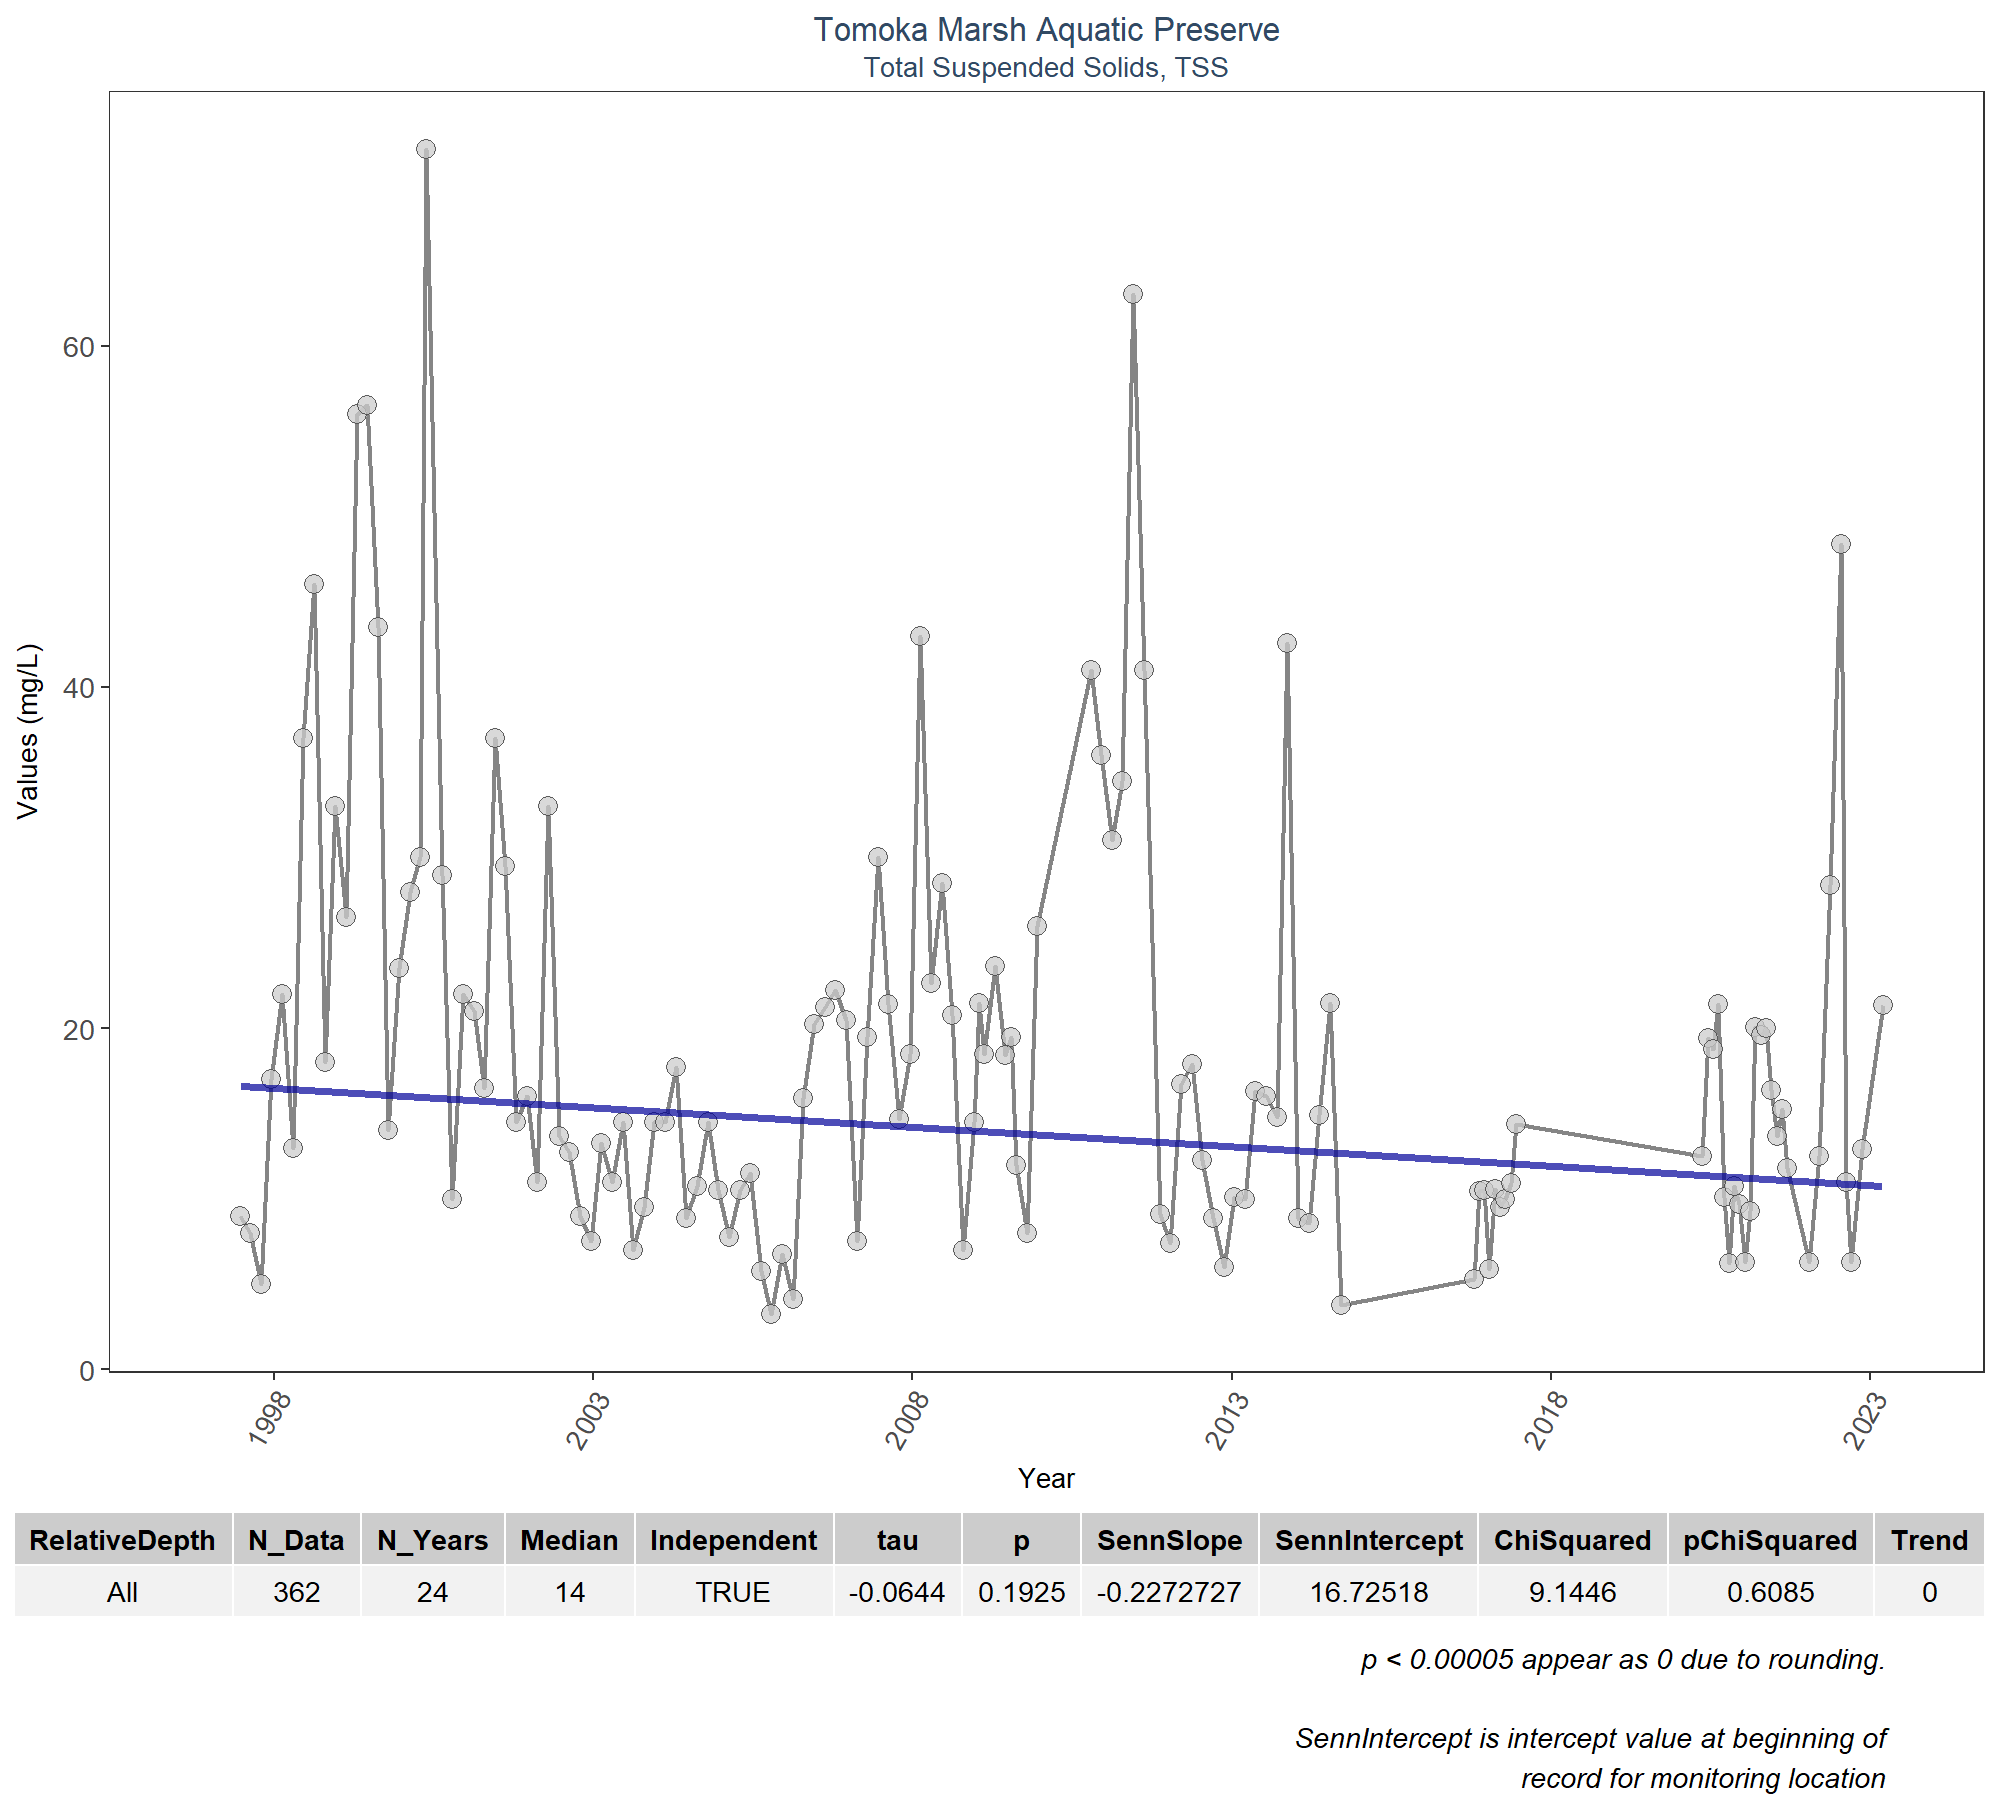 Tomoka Marsh Aquatic Preserve
Total Suspended Solids, TSS
Values (mg/L)
60
40
20
0
1998 2003 2008 2013 2018 2023
Year
RelativeDepth N_Data N_Years Median Independent tau p SennSlope SennIntercept ChiSquared pChiSquared Trend
All 362 24 14 TRUE -0.0644 0.1925 -0.2272727 16.72518 9.1446 0.6085 0
p < 0.00005 appear as 0 due to rounding.
SennIntercept is intercept value at beginning of
record for monitoring location